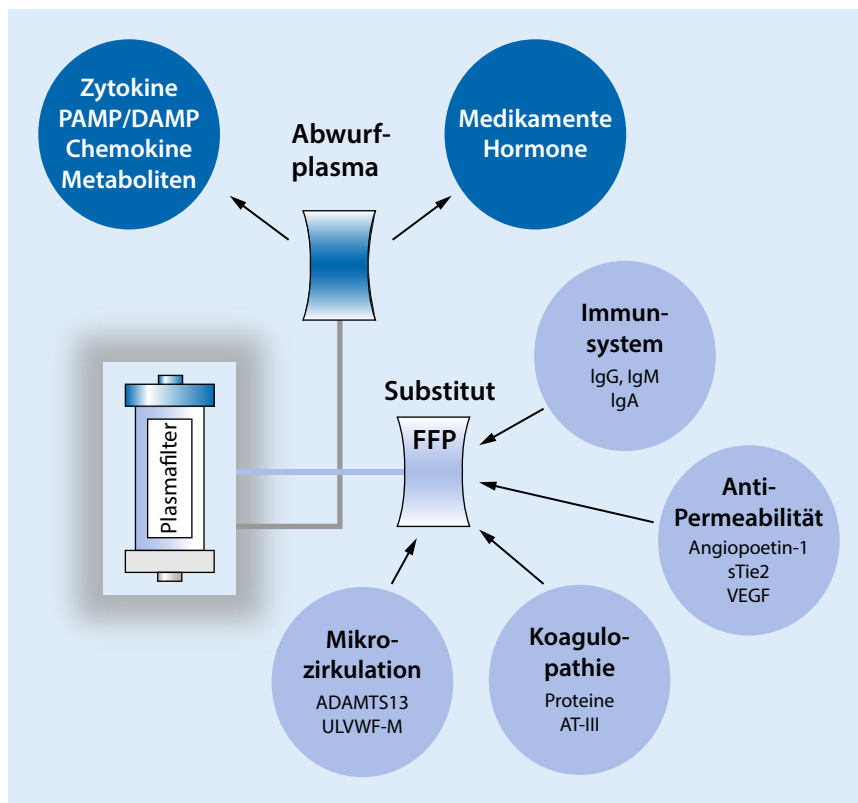 Zytokine
PAMP/DAMP
Chemokine
Metaboliten
Abwurf-
plasma
Medikamente
Hormone
Immun-
system
IgG, IgM
IgA
Substitut
FFP
Plasmafilter
Anti-
Permeabilität
Angiopoetin-1
sTie2
VEGF
Mikro-
zirkulation
ADAMTS13
ULVWF-M
Koagulo-
pathie
Proteine
AT-III